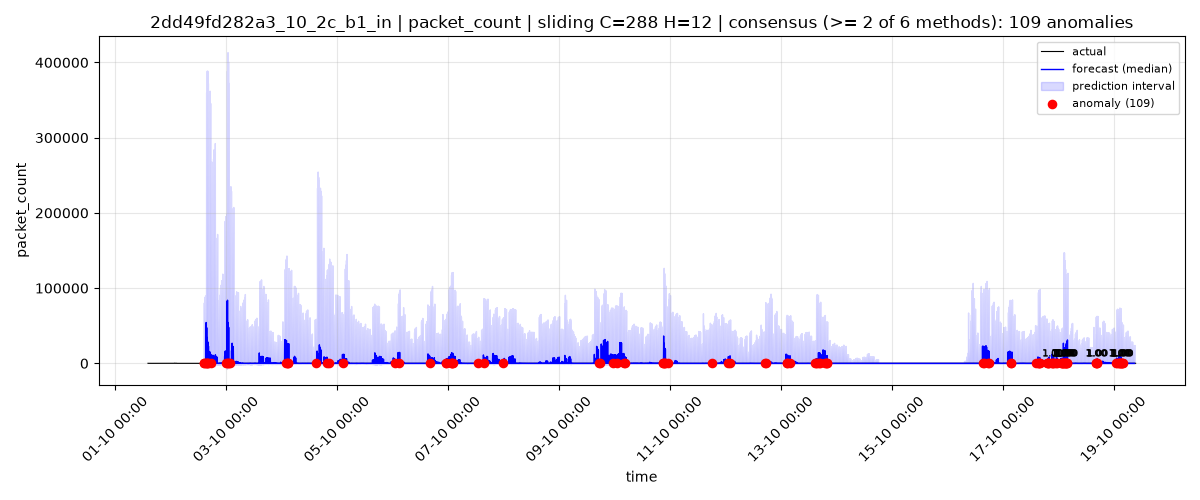 2dd49fd282a3_10_2c_b1_in | packet_count | sliding C=288 H=12 | consensus (>= 2 of 6 methods): 109 anomalies
actual
forecast (median)
prediction interval
anomaly (109)
packet_count
400000
300000
200000
100000
0
1.00
01-10 00:00
03-10 00:00
05-10 00:00
07-10 00:00
09-10 00:00
11-10 00:00
13-10 00:00
15-10 00:00
17-10 00:00
19-10 00:00
time